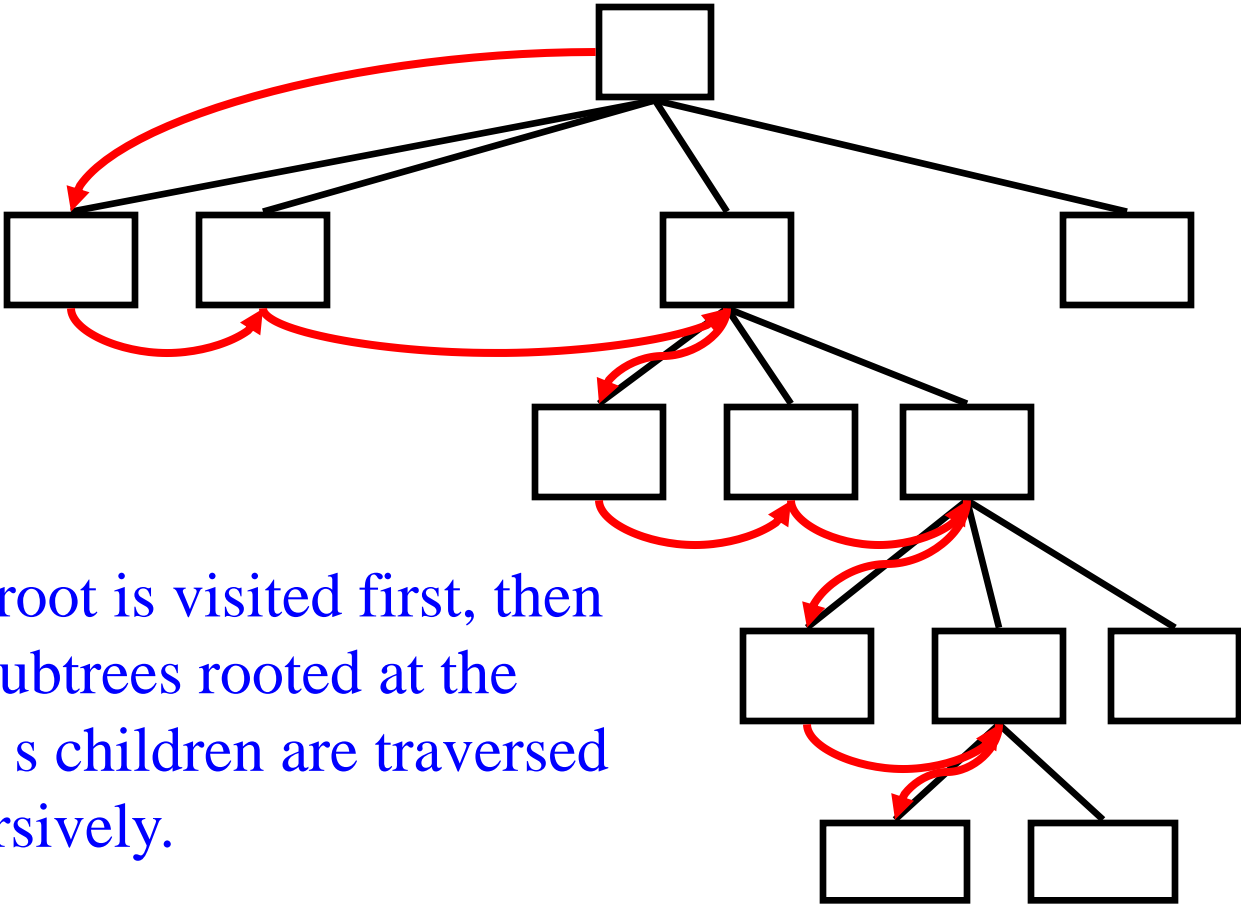 root is visited first, then
ubtrees rooted at the
s children are traversed
rsively.